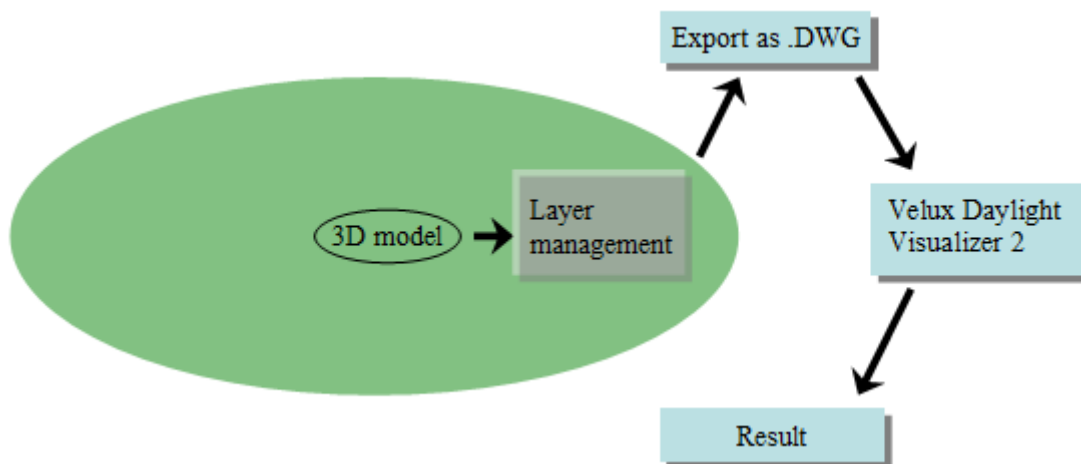 Export as .DWG
3D model
Layer
management
Velux Daylight
Visualizer 2
Result